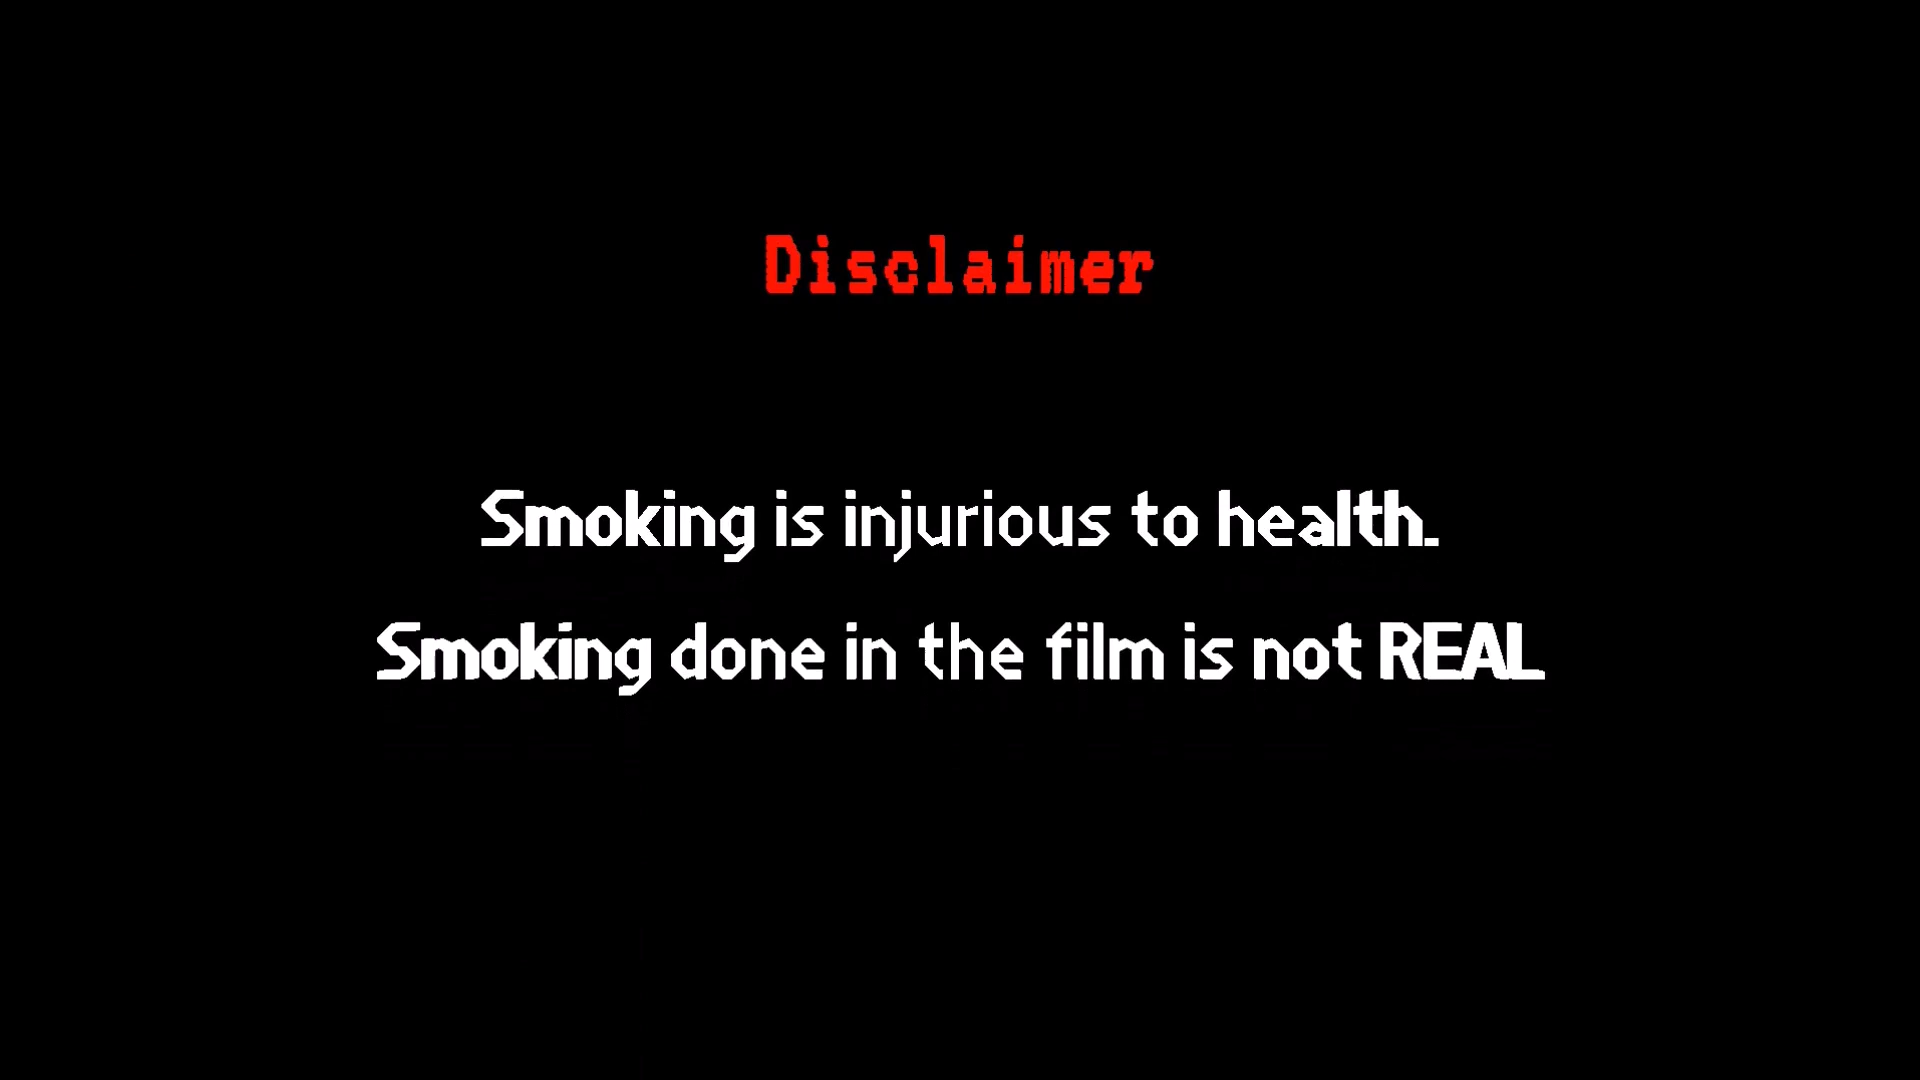 Disclaimer
Smoking is injurious to health.
Smoking done in the film is not REAL